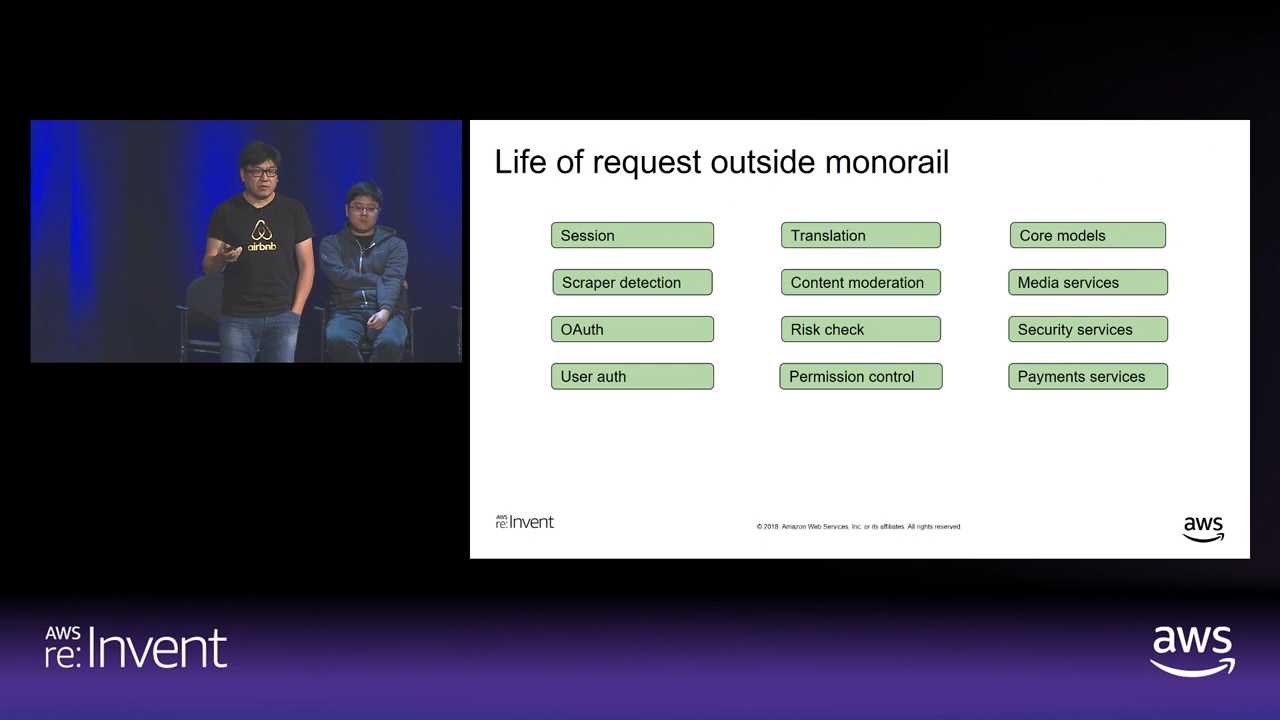 airbnb
Life of request outside monorail
Session
Translation
Core models
Scraper detection
Content moderation
Media services
OAuth
Risk check
Security services
User auth
Permission control
Payments services
AWS
re:Invent
© 2018, Amazon Web Services, Inc. or its affiliates. All rights reserved.
aws
AWS
re:Invent
aws